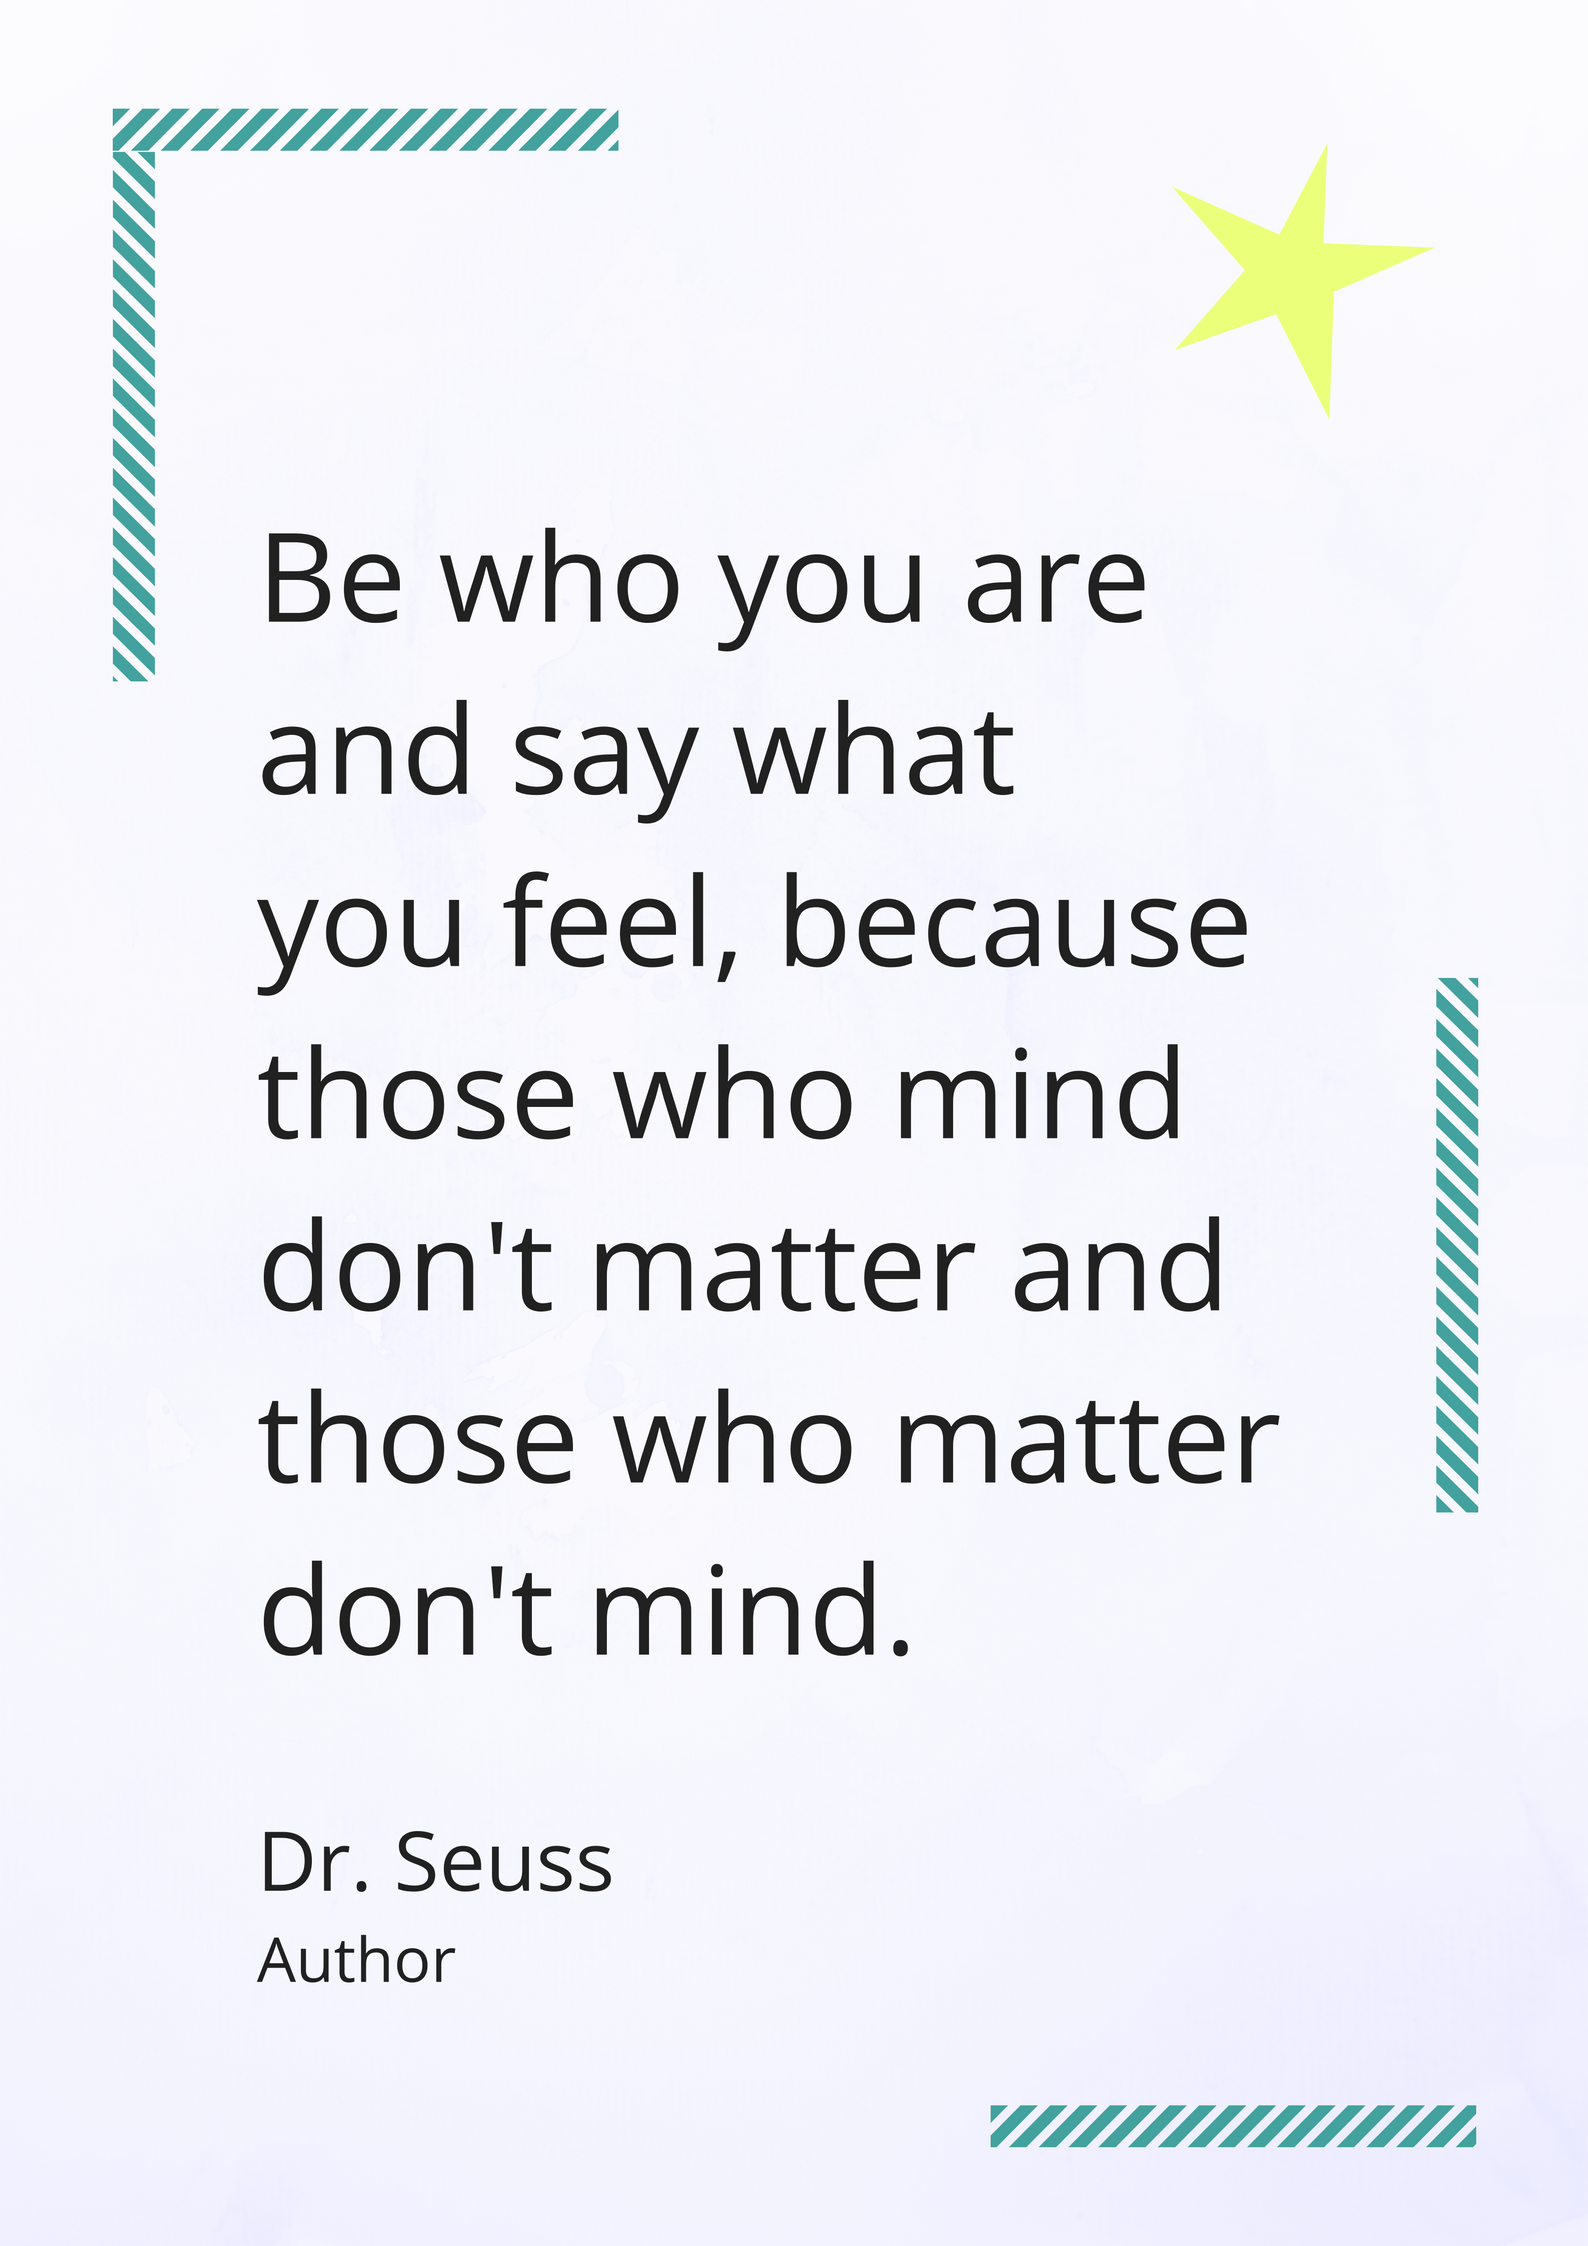 Be who you are
and say what
you feel, because
those who mind
don't matter and
those who matter
don't mind.
Dr. Seuss
Author